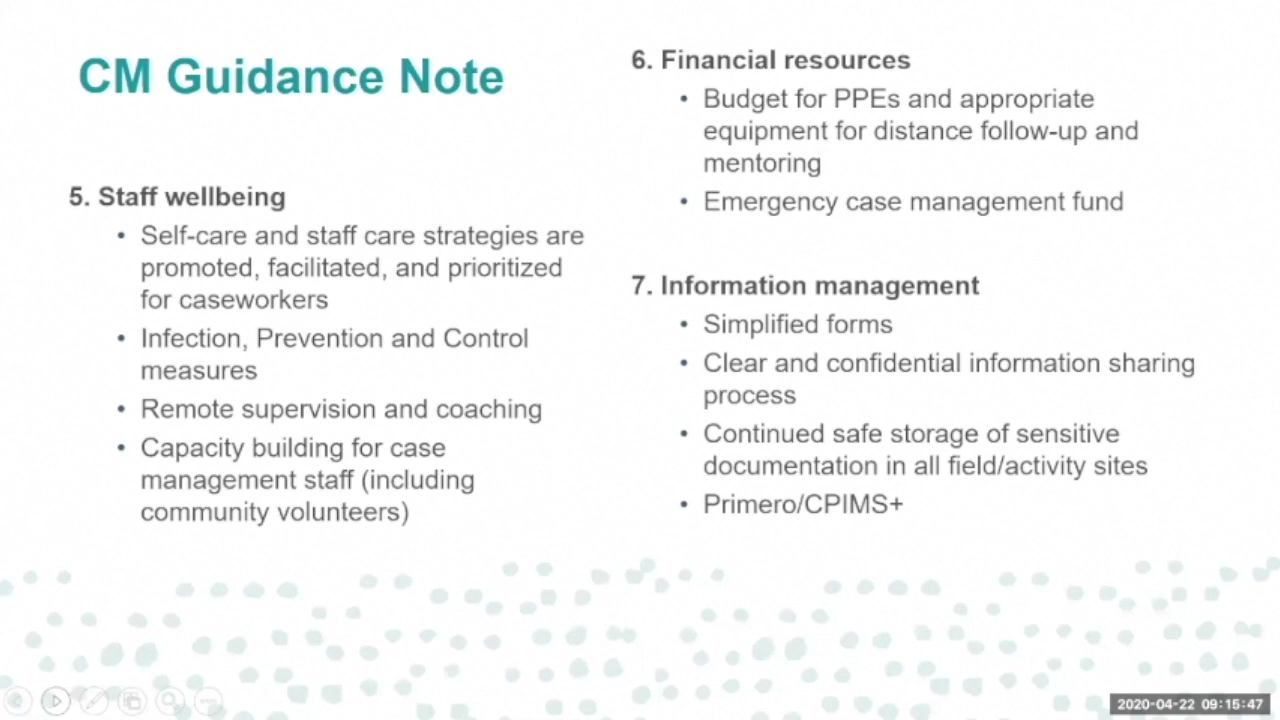 CM Guidance Note
5. Staff wellbeing
• Self-care and staff care strategies are
promoted, facilitated, and prioritized
for caseworkers
• Infection, Prevention and Control
measures
• Remote supervision and coaching
• Capacity building for case
management staff (including
community volunteers)
6. Financial resources
• Budget for PPEs and appropriate
equipment for distance follow-up and
mentoring
• Emergency case management fund
7. Information management
• Simplified forms
• Clear and confidential information sharing
process
• Continued safe storage of sensitive
documentation in all field/activity sites
• Primero/CPIMS+
2020-04-22 09:15:47